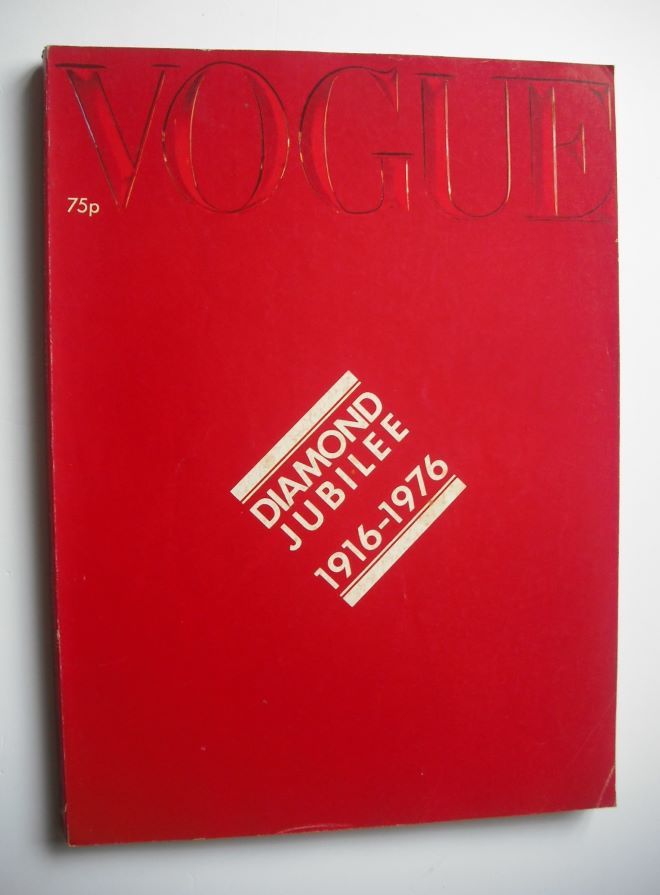 VOGUE
75p
DIAMOND
JUBILEE
1916-1976